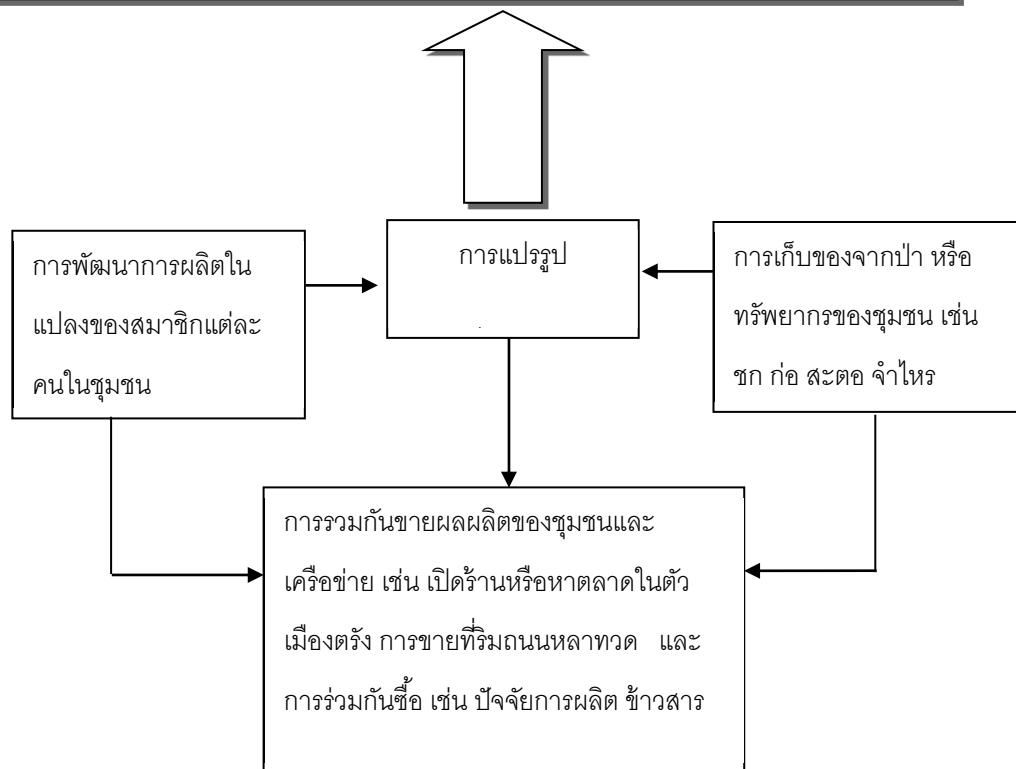 การแปรรูป
การพัฒนาการผลิตใน
แปลงของสมาชิกแต่ละ
คนในชุมชน
การเก็บของจากป่า หรือ
ทรัพยากรของชุมชน เช่น
ชก ก่อ สะตอ จำไหร
การรวมกันขายผลผลิตของชุมชนและ
เครือข่าย เช่น เปิดร้านหรือหาตลาดในตัว
เมืองตรัง การขายที่ริมถนนหลาทวด และ
การร่วมกันซื้อ เช่น ปัจจัยการผลิต ข้าวสาร